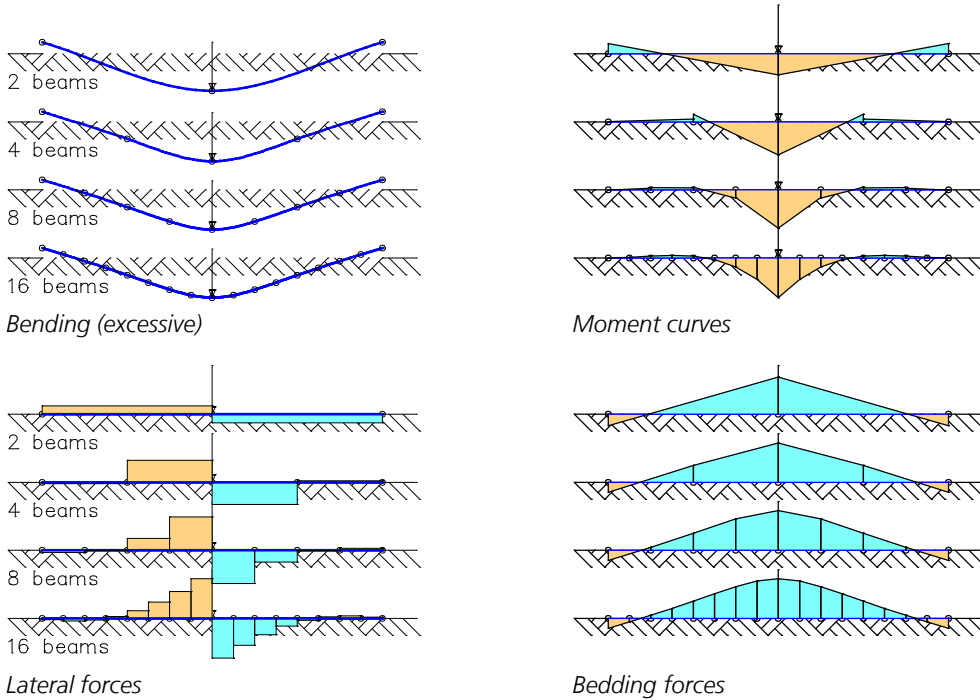 2 beams
4 beams
8 beams
16 beams
Bending (excessive)
Moment curves
2 beams
4 beams
8 beams
16 beams
Lateral forces
Bedding forces